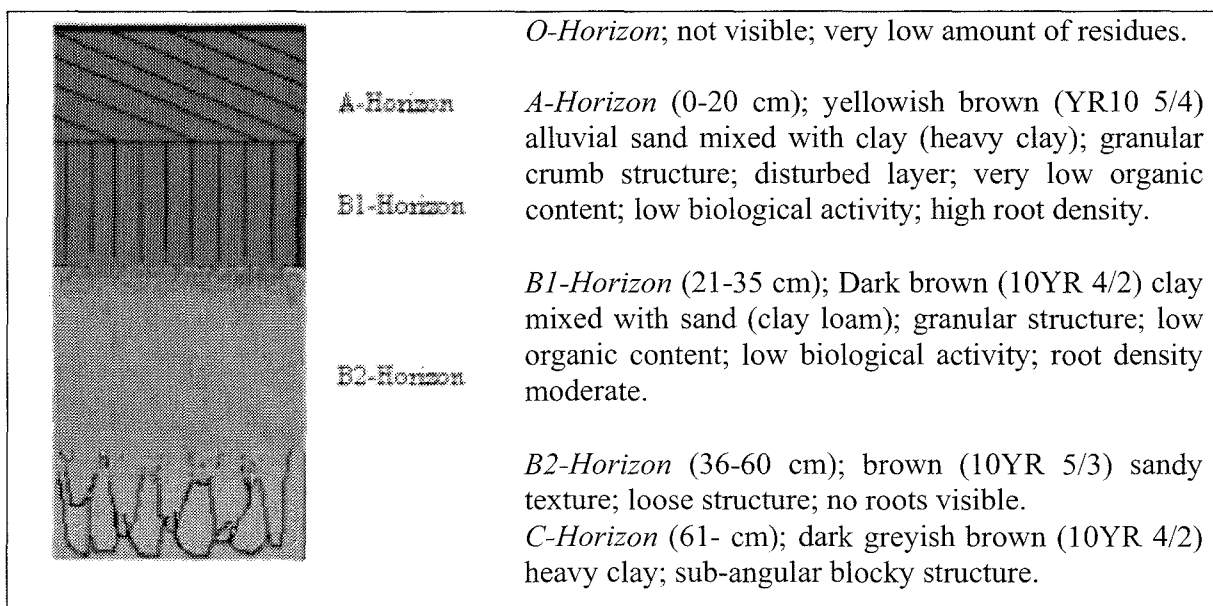 O-Horizon; not visible; very low amount of residues.
A-Horizon
A-Horizon (0-20 cm); yellowish brown (YR10 5/4)
alluvial sand mixed with clay (heavy clay); granular
crumb structure; disturbed layer; very low organic
content; low biological activity; high root density.
B1-Horizon
B1-Horizon (21-35 cm); Dark brown (10YR 4/2) clay
mixed with sand (clay loam); granular structure; low
organic content; low biological activity; root density
moderate.
B2-Horizon
B2-Horizon (36-60 cm); brown (10YR 5/3) sandy
texture; loose structure; no roots visible.
C-Horizon (61- cm); dark greyish brown (10YR 4/2)
heavy clay; sub-angular blocky structure.